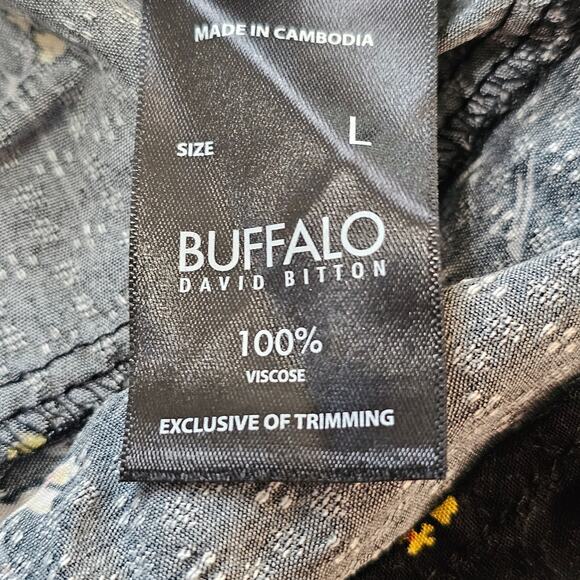 MADE IN CAMBODIA
SIZE L
BUFFALO
DAVID BITTON
100%
VISCOSE
EXCLUSIVE OF TRIMMING